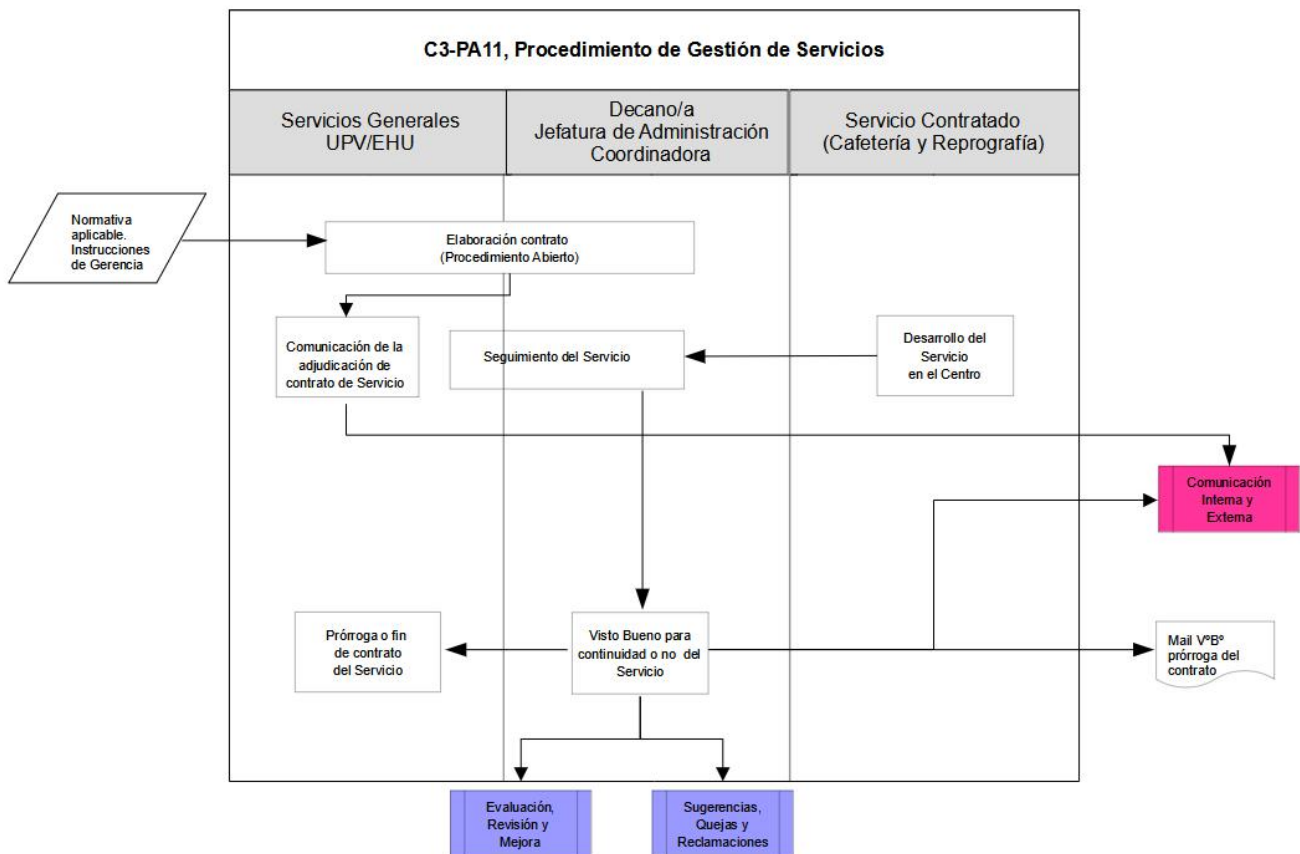 C3-PA11, Procedimiento de Gestión de Servicios
Servicios Generales
UPV/EHU
Decano/a
Jefatura de Administración
Coordinadora
Servicio Contratado
(Cafetería y Reprografía)
Normativa
aplicable.
Instrucciones
de Gerencia
Elaboración contrato
(Procedimiento Abierto)
Comunicación de la
adjudicación de
contrato de Servicio
Seguimiento del Servicio
Desarrollo del
Servicio
en el Centro
Comunicación
Interna y
Externa
Prórroga o fin
de contrato
del Servicio
Visto Bueno para
continuidad o no del
Servicio
Mail VºBº
prórroga del
contrato
Evaluación,
Revisión y
Mejora
Sugerencias,
Quejas y
Reclamaciones